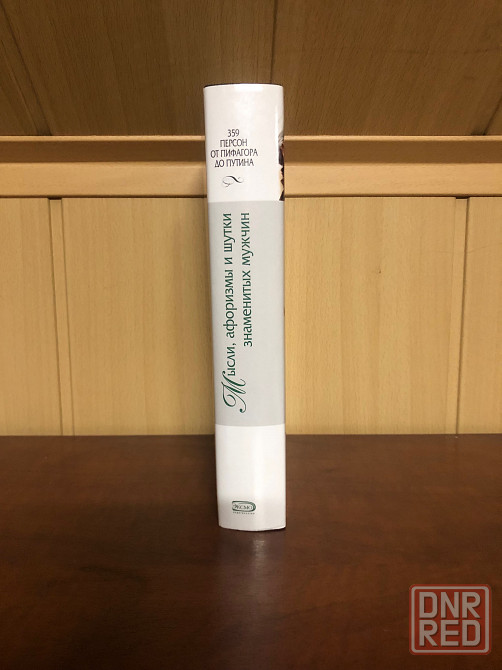 359
ПЕРСОН
ОТ ПИФАГОРА
ДО ПУТИНА
Мысли, афоризмы и шутки
знаменитых мужчин
ЭКСМО
DNR
RED